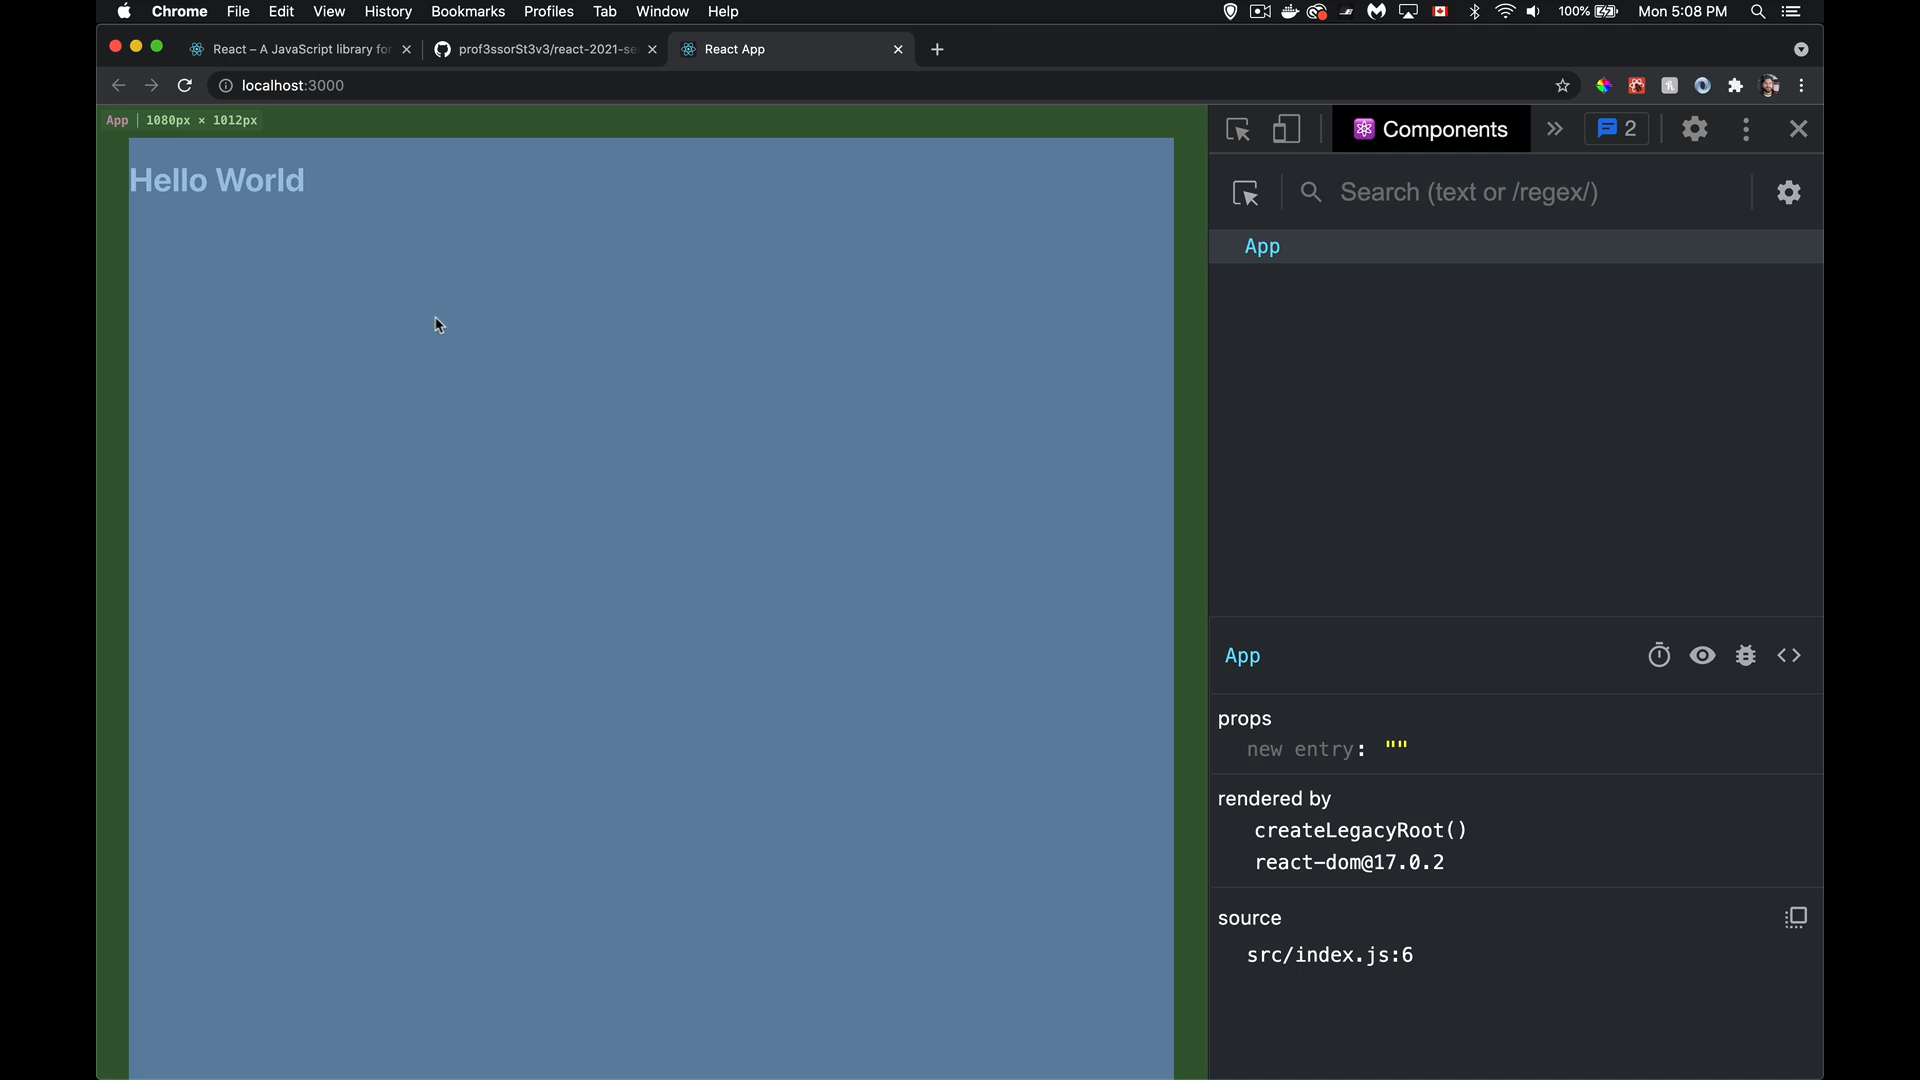 Chrome File Edit View History Bookmarks Profiles Tab Window Help 100% Mon 5:08 PM
React – A JavaScript library for
prof3ssorSt3v3/react-2021-se
React App
localhost:3000
App | 1080px × 1012px
Hello World
Components
2
Search (text or /regex/)
App
App
props
new entry: ""
rendered by
createLegacyRoot()
react-dom@17.0.2
source
src/index.js:6